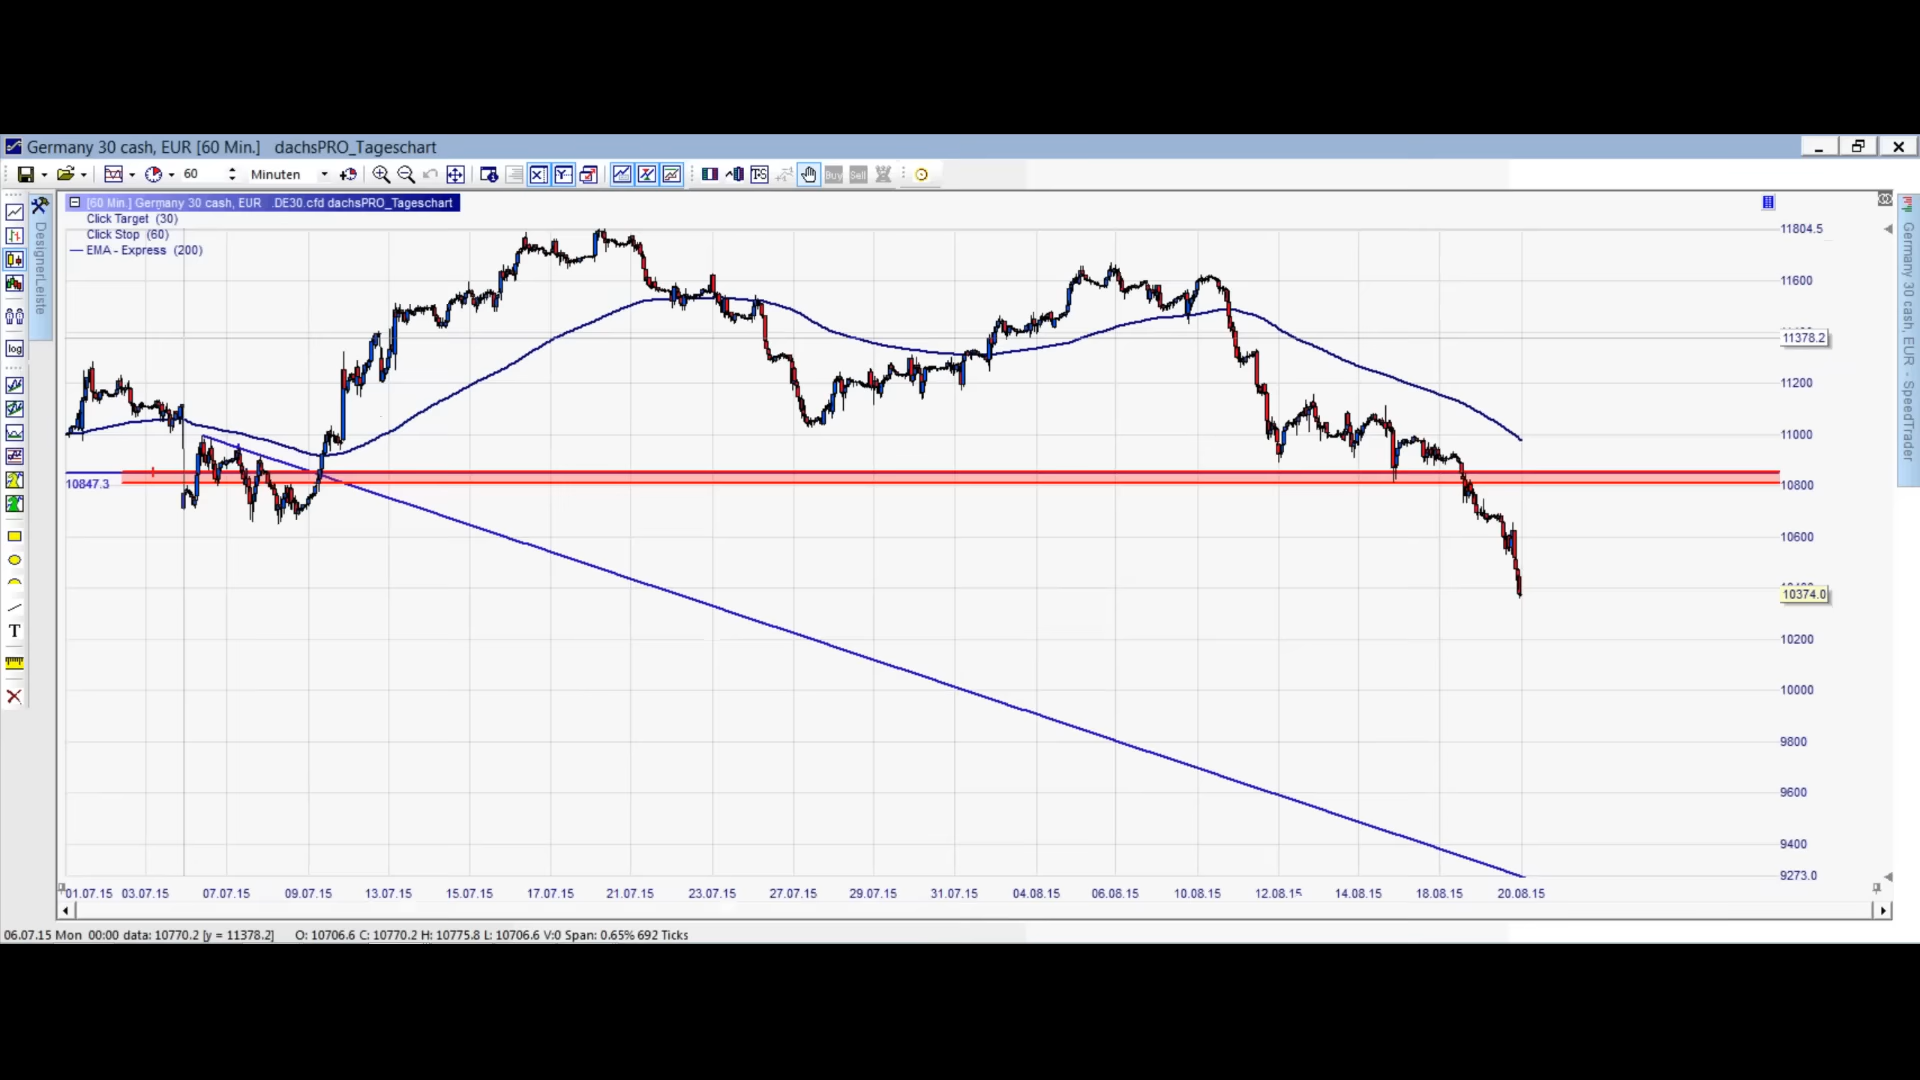 Germany 30 cash, EUR [60 Min.] dachsPRO_Tageschart
60 Minuten
Buy Sell
[60 Min.] Germany 30 cash, EUR .DE30.cfd dachsPRO_Tageschart
Click Target (30)
Click Stop (60)
EMA - Express (200)
DesignerLeiste
log
T
Germany 30 cash, EUR - SpeedTrader
11804.5
11600
11378.2
11200
11000
10847.3
10800
10600
10374.0
10200
10000
9800
9600
9400
9273.0
01.07.15 03.07.15 07.07.15 09.07.15 13.07.15 15.07.15 17.07.15 21.07.15 23.07.15 27.07.15 29.07.15 31.07.15 04.08.15 06.08.15 10.08.15 12.08.15 14.08.15 18.08.15 20.08.15
06.07.15 Mon 00:00 data: 10770.2 [y = 11378.2] O: 10706.6 C: 10770.2 H: 10775.8 L: 10706.6 V:0 Span: 0.65% 692 Ticks